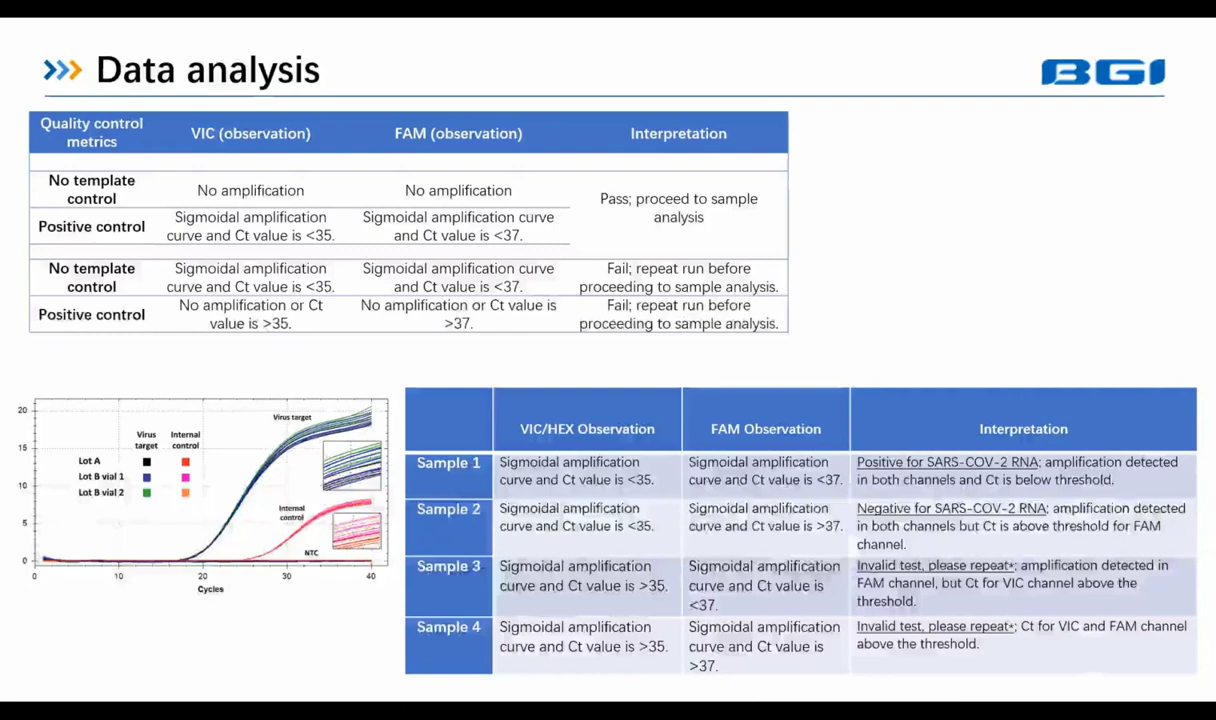 Data analysis
BGI
Quality control
metrics
VIC (observation)
FAM (observation)
Interpretation
No template
control
No amplification
No amplification
Pass; proceed to sample
analysis
Positive control
Sigmoidal amplification
curve and Ct value is <35.
Sigmoidal amplification curve
and Ct value is <37.
No template
control
Sigmoidal amplification
curve and Ct value is <35.
Sigmoidal amplification curve
and Ct value is <37.
Fail; repeat run before
proceeding to sample analysis.
Positive control
No amplification or Ct
value is >35.
No amplification or Ct value is
>37.
Fail; repeat run before
proceeding to sample analysis.
20
15
10
5
0
0
10
20
30
40
Cycles
Virus target
Virus
target
Internal
control
Lot A
Lot B vial 1
Lot B vial 2
Internal
control
NTC
VIC/HEX Observation
FAM Observation
Interpretation
Sample 1
Sigmoidal amplification
curve and Ct value is <35.
Sigmoidal amplification
curve and Ct value is <37.
Positive for SARS-COV-2 RNA; amplification detected
in both channels and Ct is below threshold.
Sample 2
Sigmoidal amplification
curve and Ct value is <35.
Sigmoidal amplification
curve and Ct value is >37.
Negative for SARS-COV-2 RNA; amplification detected
in both channels but Ct is above threshold for FAM
channel.
Sample 3
Sigmoidal amplification
curve and Ct value is >35.
Sigmoidal amplification
curve and Ct value is
<37.
Invalid test, please repeat*; amplification detected in
FAM channel, but Ct for VIC channel above the
threshold.
Sample 4
Sigmoidal amplification
curve and Ct value is >35.
Sigmoidal amplification
curve and Ct value is
>37.
Invalid test, please repeat*; Ct for VIC and FAM channel
above the threshold.